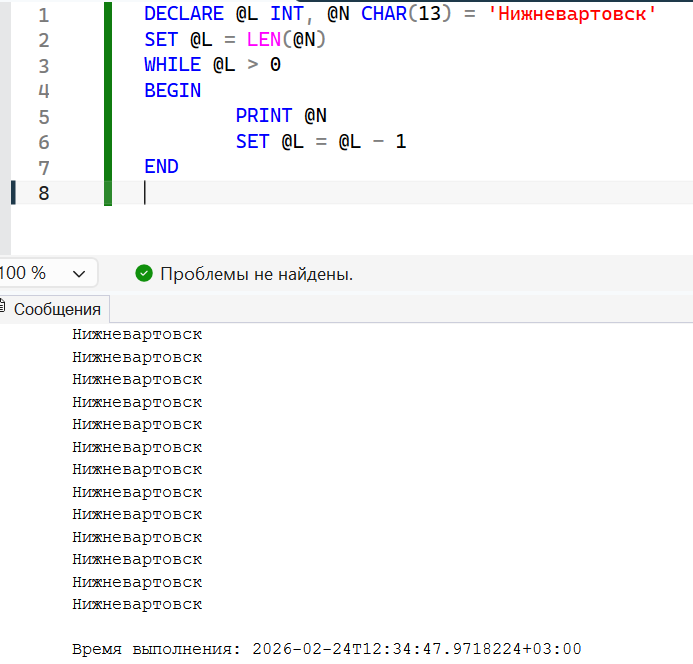 1 DECLARE @L INT, @N CHAR(13) = 'Нижневартовск'
2 SET @L = LEN(@N)
3 WHILE @L > 0
4 BEGIN
5 PRINT @N
6 SET @L = @L - 1
7 END
8
100 %
Проблемы не найдены.
Сообщения
Нижневартовск
Нижневартовск
Нижневартовск
Нижневартовск
Нижневартовск
Нижневартовск
Нижневартовск
Нижневартовск
Нижневартовск
Нижневартовск
Нижневартовск
Нижневартовск
Нижневартовск
Время выполнения: 2026-02-24T12:34:47.9718224+03:00